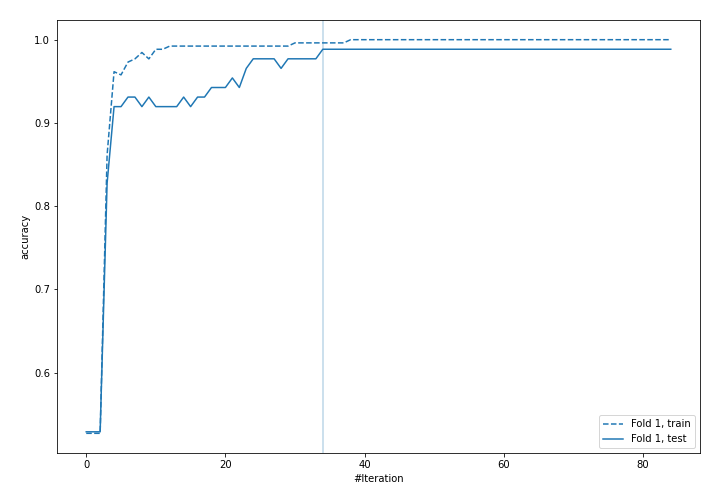 1.0
0.9
0.8
0.7
0.6
accuracy
0
20
40
60
80
#Iteration
Fold 1, train
Fold 1, test